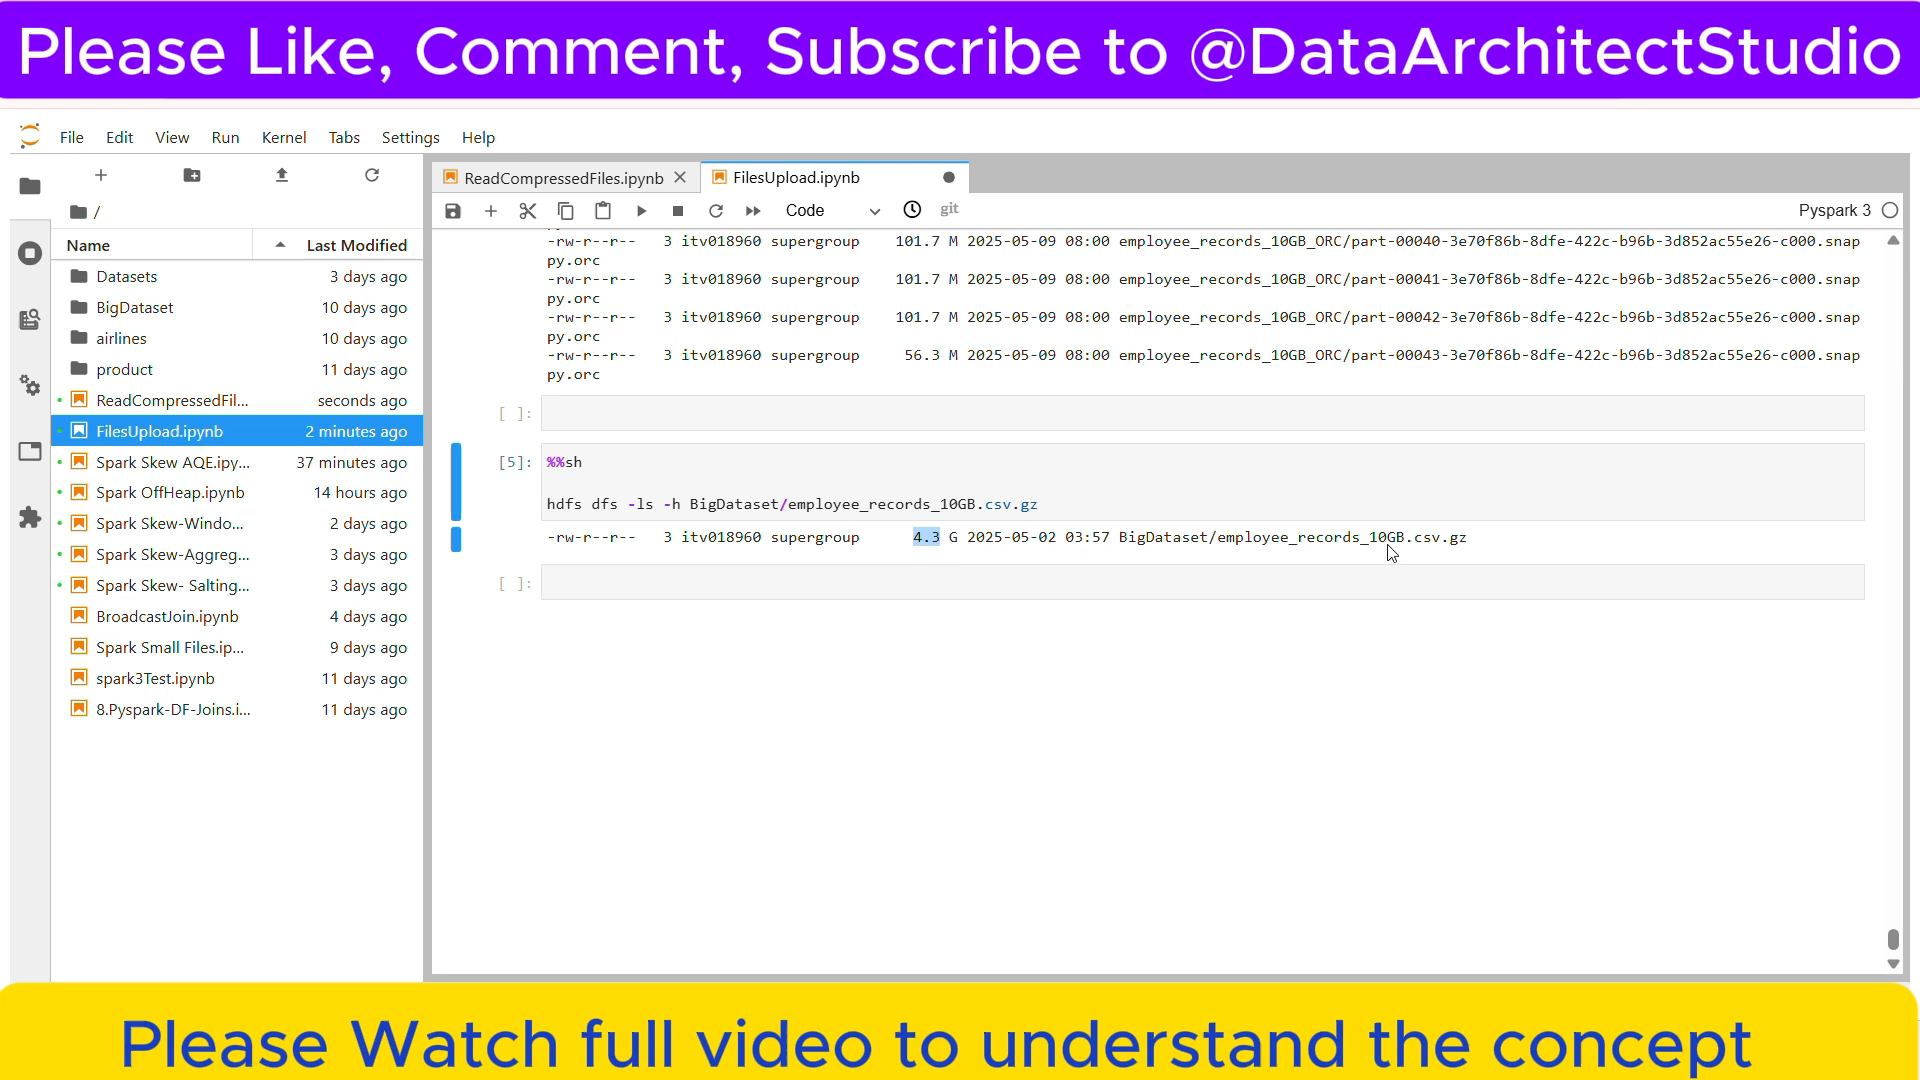 Please Like, Comment, Subscribe to @DataArchitectStudio
File Edit View Run Kernel Tabs Settings Help
/
Name Last Modified
Datasets 3 days ago
BigDataset 10 days ago
airlines 10 days ago
product 11 days ago
ReadCompressedFil... seconds ago
FilesUpload.ipynb 2 minutes ago
Spark Skew AQE.ipy... 37 minutes ago
Spark OffHeap.ipynb 14 hours ago
Spark Skew-Windo... 2 days ago
Spark Skew-Aggreg... 3 days ago
Spark Skew- Salting... 3 days ago
BroadcastJoin.ipynb 4 days ago
Spark Small Files.ip... 9 days ago
spark3Test.ipynb 11 days ago
8.Pyspark-DF-Joins.i... 11 days ago
ReadCompressedFiles.ipynb FilesUpload.ipynb
Code git Pyspark 3
-rw-r--r-- 3 itv018960 supergroup 101.7 M 2025-05-09 08:00 employee_records_10GB_ORC/part-00040-3e70f86b-8dfe-422c-b96b-3d852ac55e26-c000.snap
py.orc
-rw-r--r-- 3 itv018960 supergroup 101.7 M 2025-05-09 08:00 employee_records_10GB_ORC/part-00041-3e70f86b-8dfe-422c-b96b-3d852ac55e26-c000.snap
py.orc
-rw-r--r-- 3 itv018960 supergroup 101.7 M 2025-05-09 08:00 employee_records_10GB_ORC/part-00042-3e70f86b-8dfe-422c-b96b-3d852ac55e26-c000.snap
py.orc
-rw-r--r-- 3 itv018960 supergroup 56.3 M 2025-05-09 08:00 employee_records_10GB_ORC/part-00043-3e70f86b-8dfe-422c-b96b-3d852ac55e26-c000.snap
py.orc
[ ]:
[5]: %%sh
hdfs dfs -ls -h BigDataset/employee_records_10GB.csv.gz
-rw-r--r-- 3 itv018960 supergroup 4.3 G 2025-05-02 03:57 BigDataset/employee_records_10GB.csv.gz
[ ]:
Please Watch full video to understand the concept